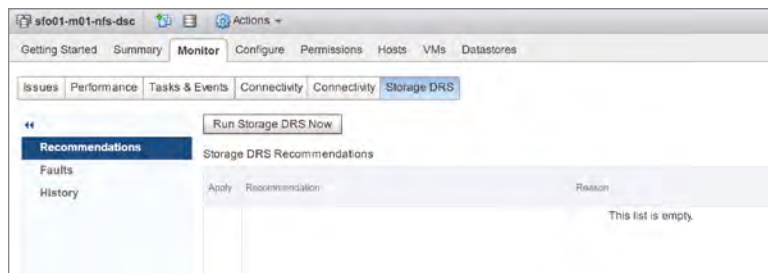 sfo01-m01-nfs-dsc Actions
Getting Started Summary Monitor Configure Permissions Hosts VMs Datastores
Issues Performance Tasks & Events Connectivity Connectivity Storage DRS
Run Storage DRS Now
Recommendations
Faults
History
Storage DRS Recommendations
Apply Recommendation Reason
This list is empty.